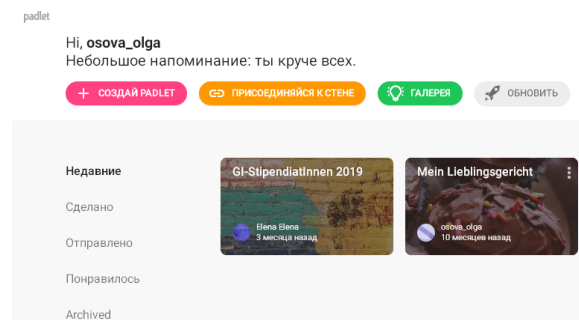 padlet
Hi, osova_olga
Небольшое напоминание: ты круче всех.
СОЗДАЙ PADLET
ПРИСОЕДИНЯЙСЯ К СТЕНЕ
ГАЛЕРЕЯ
ОБНОВИТЬ
Недавние
Сделано
Отправлено
Понравилось
Archived
GI-StipendiatInnen 2019
Elena Elena
3 месяца назад
Mein Lieblingsgericht
osova_olga
10 месяцев назад